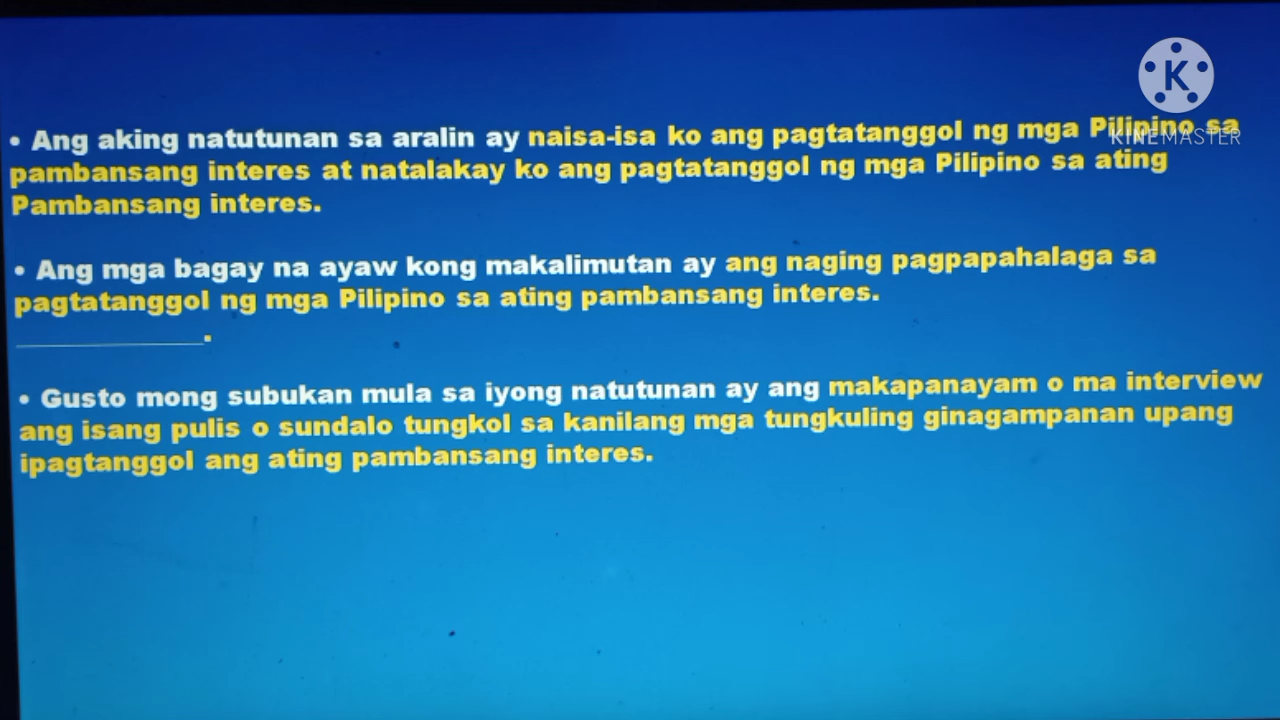 • Ang aking natutunan sa aralin ay naisa-isa ko ang pagtatanggol ng mga Pilipino sa
pambansang interes at natalakay ko ang pagtatanggol ng mga Pilipino sa ating
Pambansang interes.
• Ang mga bagay na ayaw kong makalimutan ay ang naging pagpapahalaga sa
pagtatanggol ng mga Pilipino sa ating pambansang interes.
____________.
• Gusto mong subukan mula sa iyong natutunan ay ang makapanayam o ma interview
ang isang pulis o sundalo tungkol sa kanilang mga tungkuling ginagampanan upang
ipagtanggol ang ating pambansang interes.
K
KINEMASTER